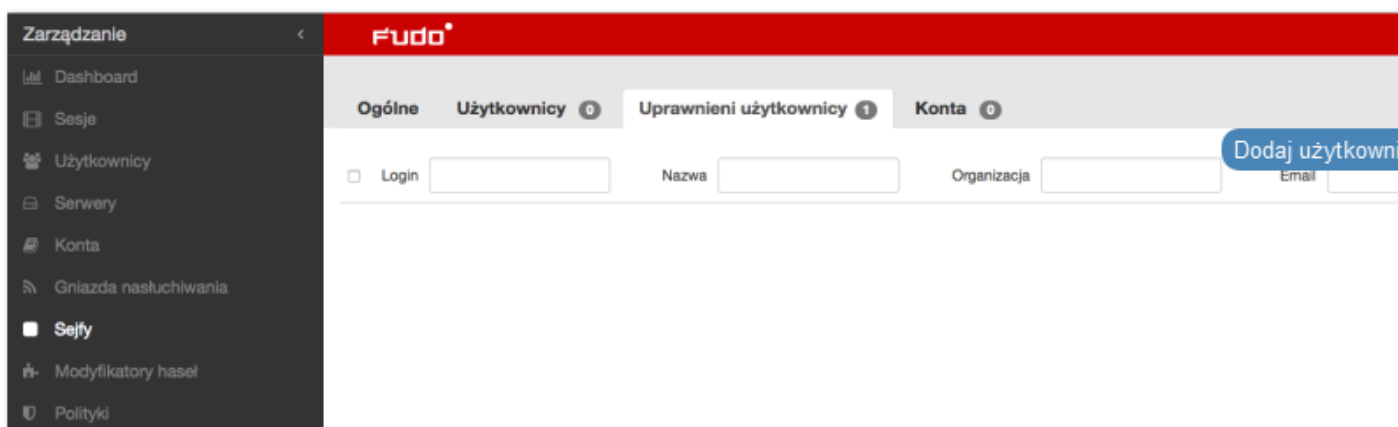 Zarządzanie
Fudo
Dashboard
Sesje
Użytkownicy
Serwery
Konta
Gniazda nasłuchiwania
Sejfy
Modyfikatory haseł
Polityki
Ogólne Użytkownicy 0 Uprawnieni użytkownicy 1 Konta 0
Dodaj użytkowni
Login Nazwa Organizacja Email